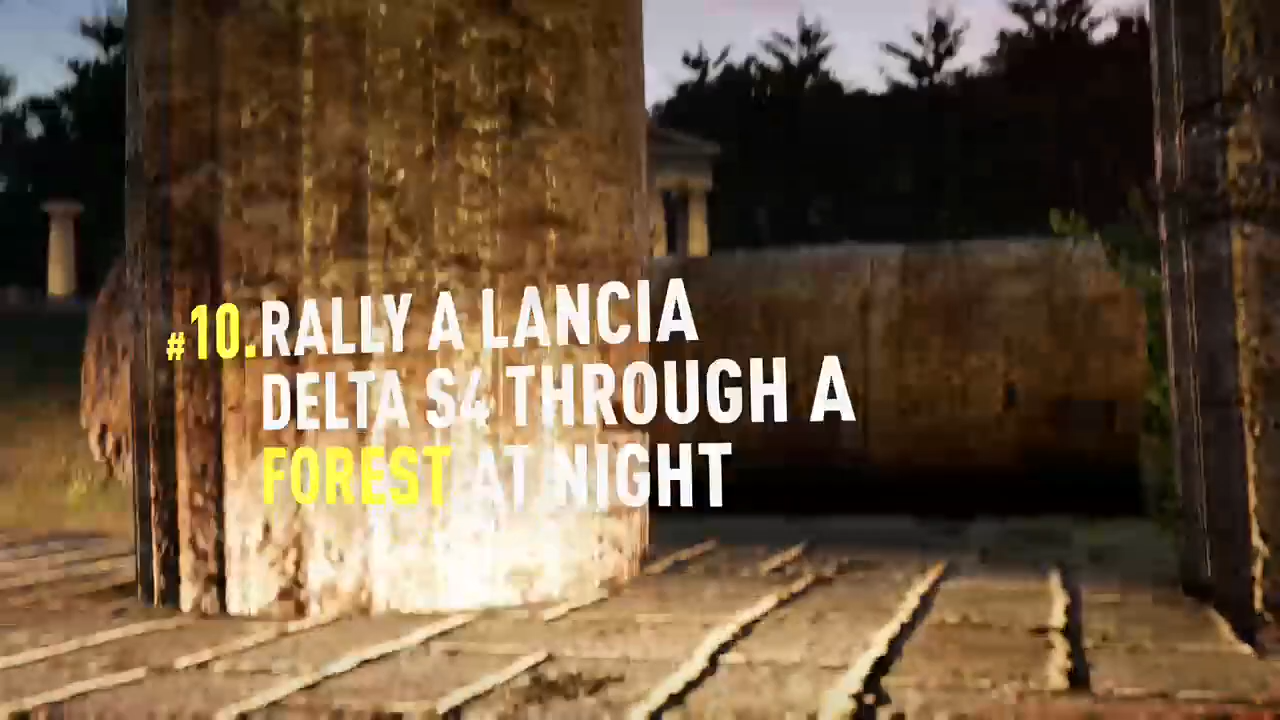 #10. RALLY A LANCIA
DELTA S4 THROUGH A
FOREST AT NIGHT